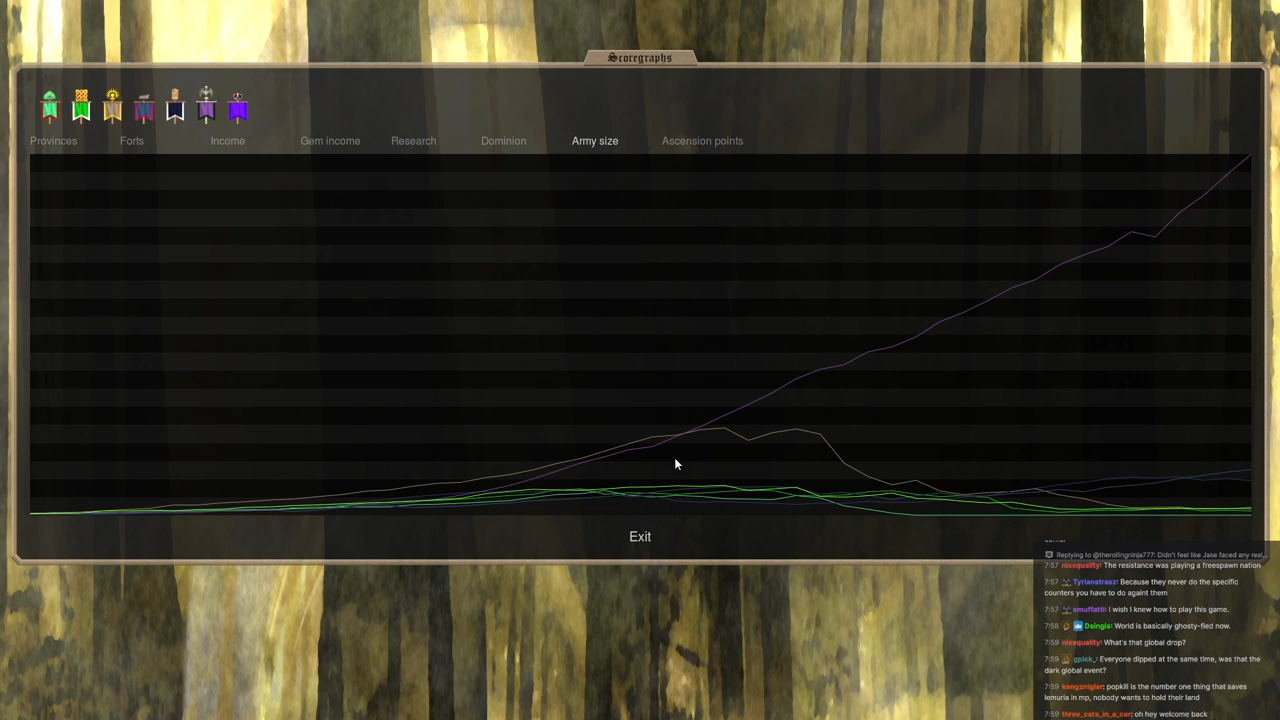 Scoregraphs
Provinces Forts Income Gem income Research Dominion Army size Ascension points
Exit
Replying to @therollingninja777: Didn't feel like Jake faced any real...
7:57 nixxquality: The resistance was playing a freespawn nation
7:57 Tyrianstrasz: Because they never do the specific
counters you have to do againt them
7:57 smuffatti: I wish I knew how to play this game.
7:58 Dsingis: World is basically ghosty-fied now.
7:59 nixxquality: What's that global drop?
7:59 gpick_: Everyone dipped at the same time, was that the
dark global event?
7:59 kangzniglar: popkill is the number one thing that saves
lemuria in mp, nobody wants to hold their land
7:59 three_cats_in_a_car: oh hey welcome back